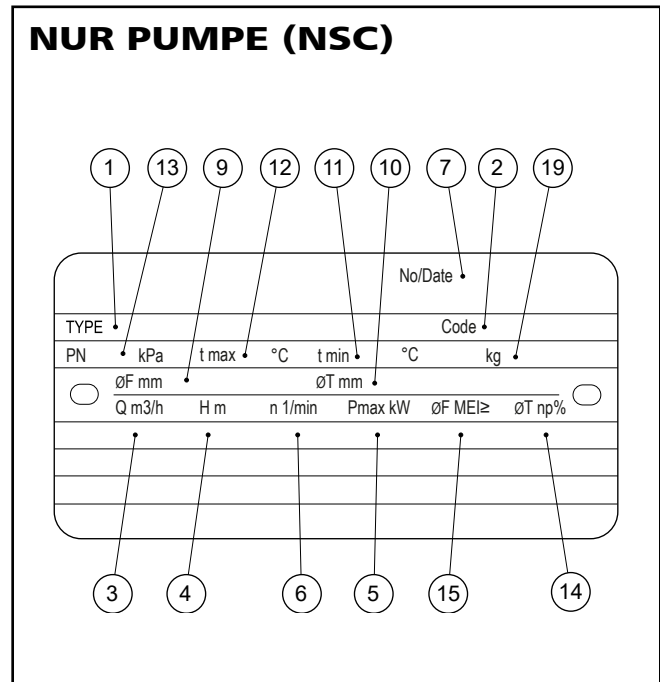 NUR PUMPE (NSC)
1 13 9 12 11 10 7 2 19
No/Date
TYPE Code
PN kPa t max °C t min °C kg
ØF mm ØT mm
Q m3/h H m n 1/min Pmax kW ØF MEI≥ ØT np%
3 4 6 5 15 14